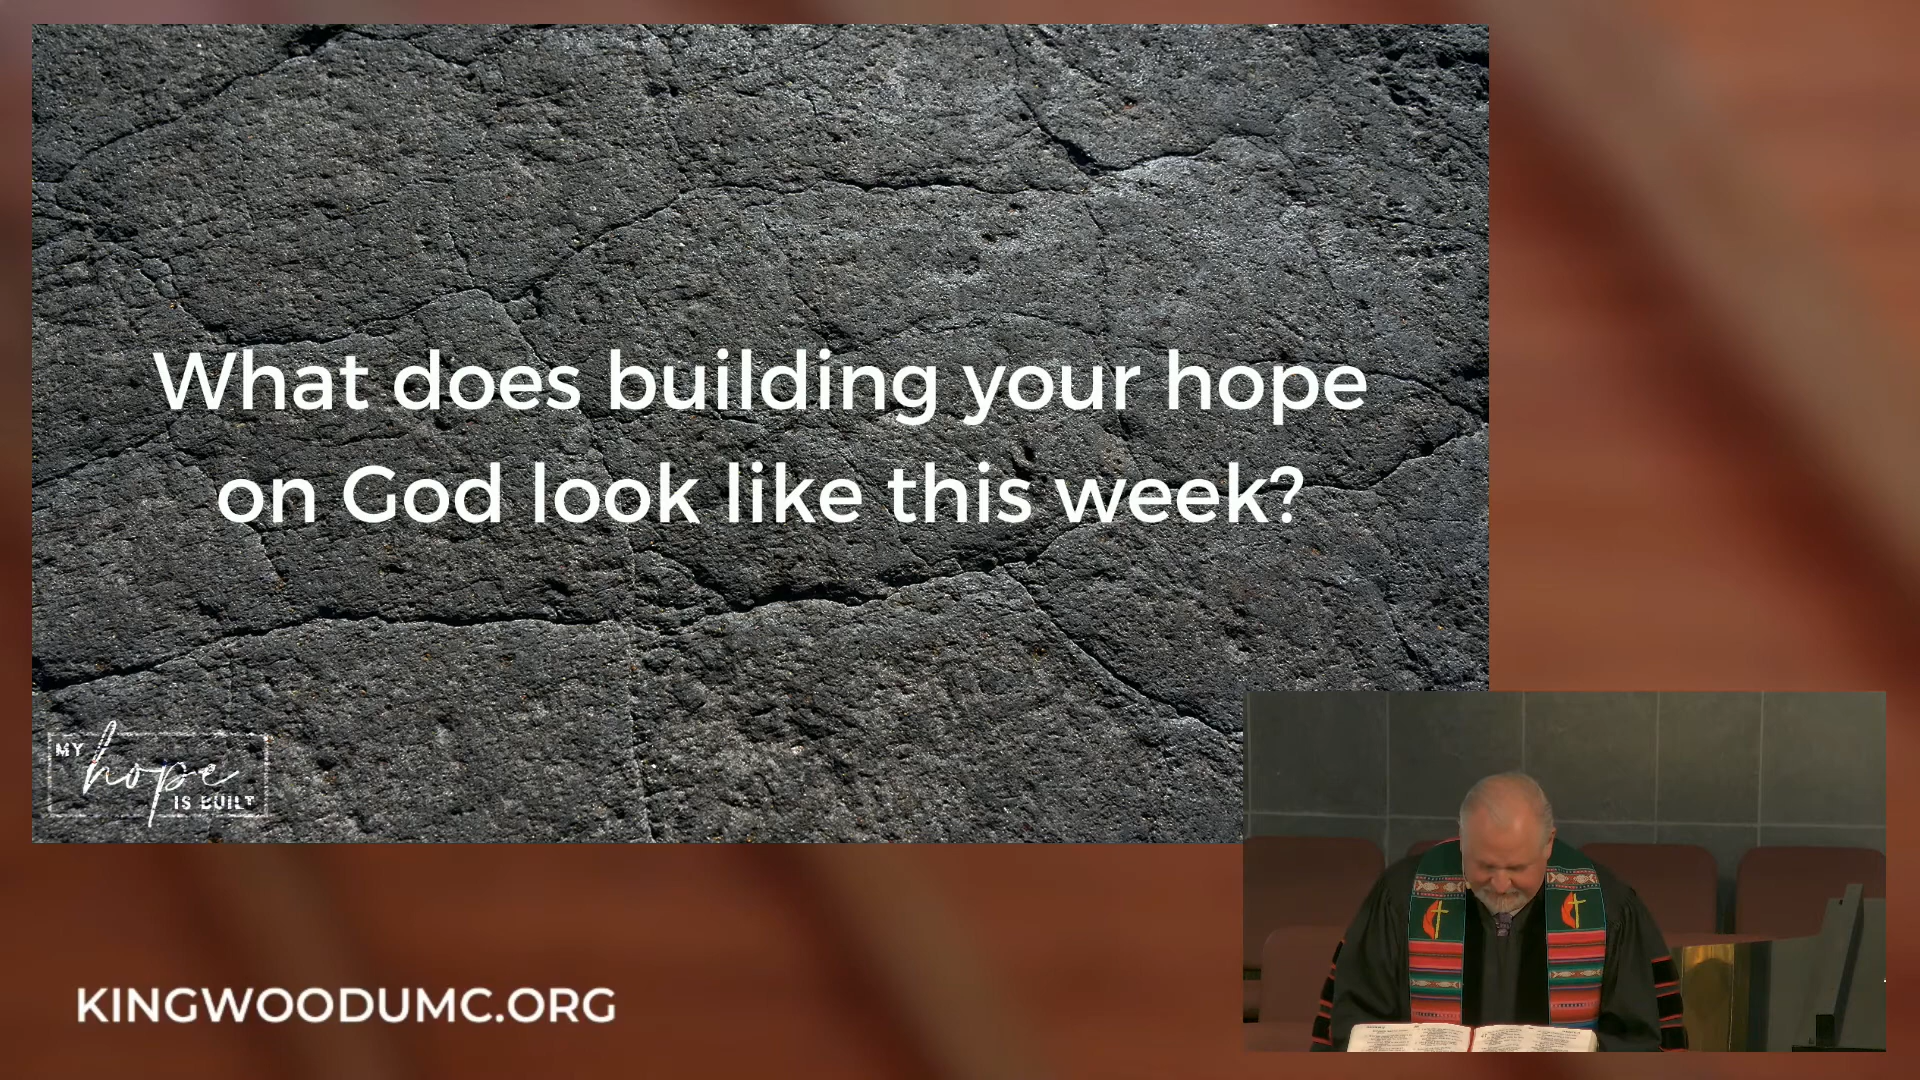 What does building your hope
on God look like this week?
MY
hope
IS BUILT
KINGWOODUMC.ORG